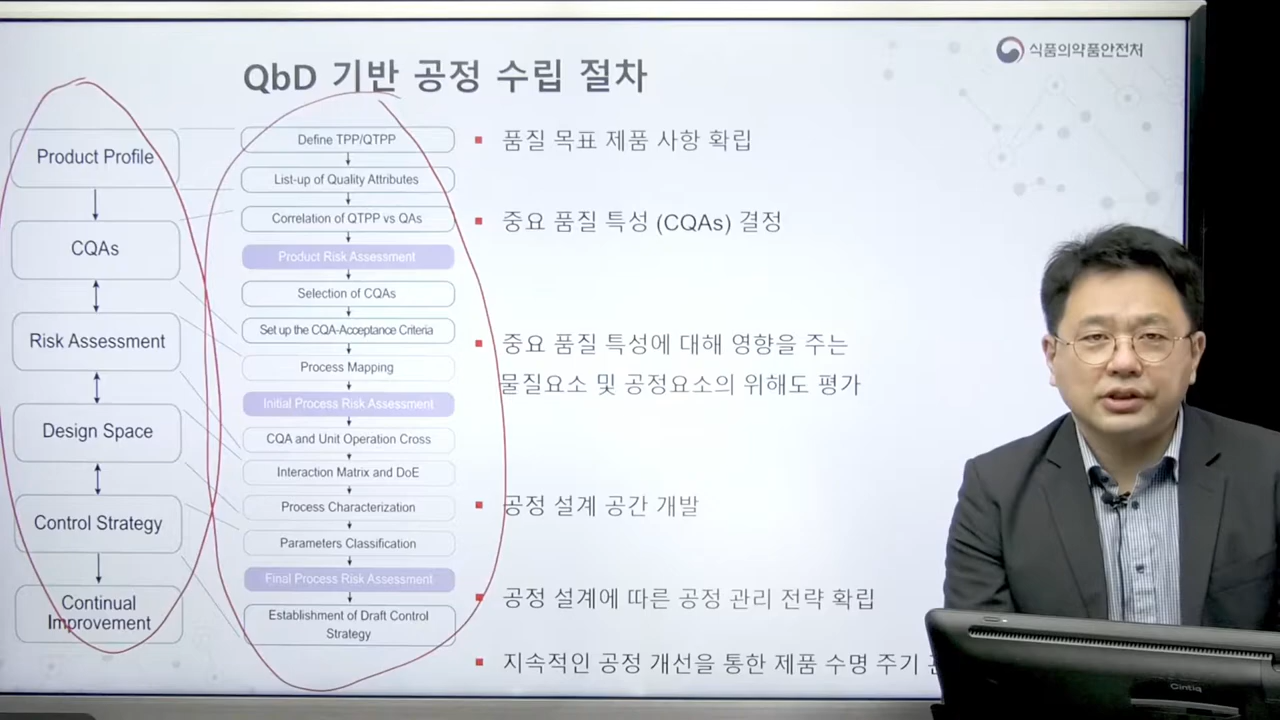 식품의약품안전처
QbD 기반 공정 수립 절차
Product Profile
CQAs
Risk Assessment
Design Space
Control Strategy
Continual
Improvement
Define TPP/QTPP
List-up of Quality Attributes
Correlation of QTPP vs QAs
Product Risk Assessment
Selection of CQAs
Set up the CQA-Acceptance Criteria
Process Mapping
Initial Process Risk Assessment
CQA and Unit Operation Cross
Interaction Matrix and DoE
Process Characterization
Parameters Classification
Final Process Risk Assessment
Establishment of Draft Control
Strategy
품질 목표 제품 사항 확립
중요 품질 특성 (CQAs) 결정
중요 품질 특성에 대해 영향을 주는
물질요소 및 공정요소의 위해도 평가
공정 설계 공간 개발
공정 설계에 따른 공정 관리 전략 확립
지속적인 공정 개선을 통한 제품 수명 주기
Cintiq